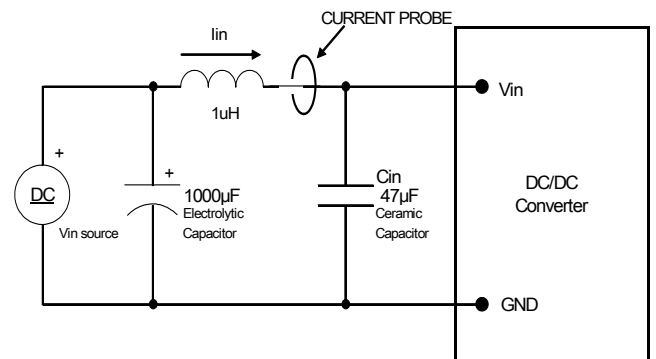 CURRENT PROBE
Iin
1uH
Vin
+
DC
Vin source
+
1000µF
Electrolytic
Capacitor
Cin
47µF
Ceramic
Capacitor
DC/DC
Converter
GND